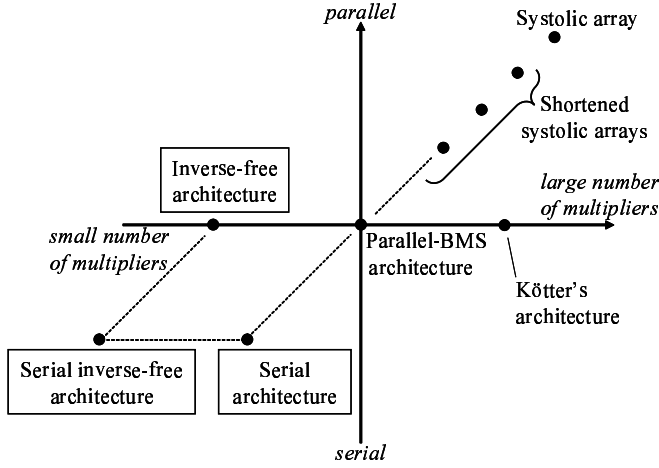 parallel
Systolic array
Shortened
systolic arrays
Inverse-free
architecture
large number
of multipliers
small number
of multipliers
Parallel-BMS
architecture
Kötter's
architecture
Serial inverse-free
architecture
Serial
architecture
serial